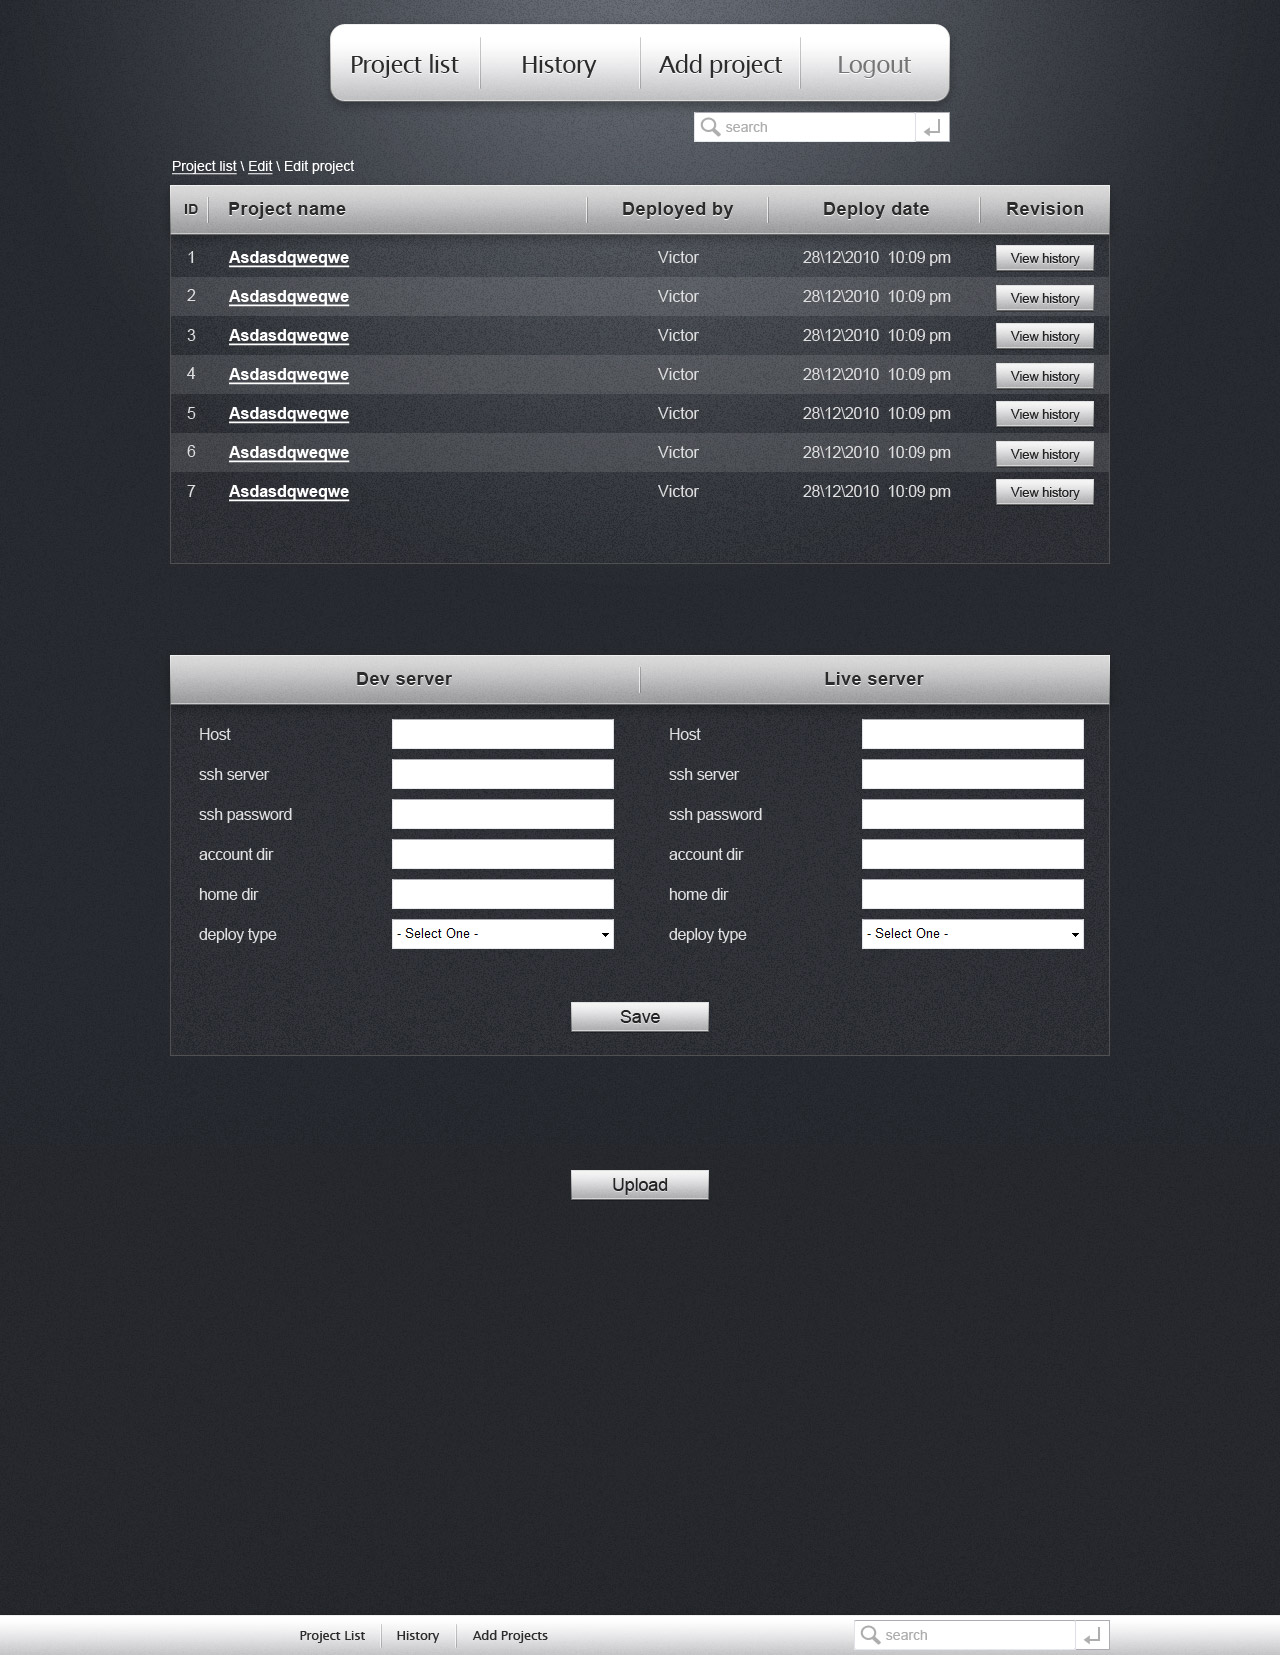 Project list History Add project Logout
search
Project list \ Edit \ Edit project
ID Project name Deployed by Deploy date Revision
1 Asdasdqweqwe Victor 28\12\2010 10:09 pm View history
2 Asdasdqweqwe Victor 28\12\2010 10:09 pm View history
3 Asdasdqweqwe Victor 28\12\2010 10:09 pm View history
4 Asdasdqweqwe Victor 28\12\2010 10:09 pm View history
5 Asdasdqweqwe Victor 28\12\2010 10:09 pm View history
6 Asdasdqweqwe Victor 28\12\2010 10:09 pm View history
7 Asdasdqweqwe Victor 28\12\2010 10:09 pm View history
Dev server Live server
Host Host
ssh server ssh server
ssh password ssh password
account dir account dir
home dir home dir
deploy type - Select One - deploy type - Select One -
Save
Upload
Project List History Add Projects search